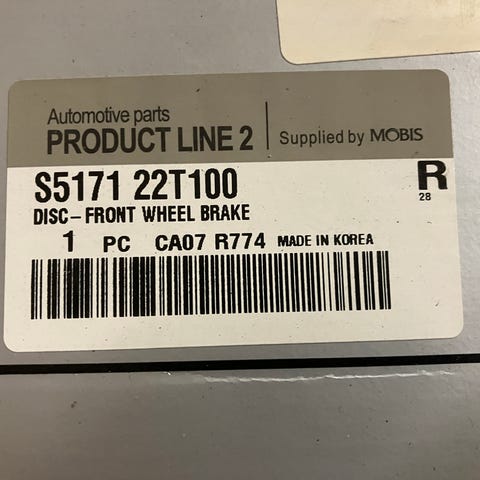 Automotive parts
PRODUCT LINE 2
Supplied by MOBIS
S5171 22T100
R
28
DISC-FRONT WHEEL BRAKE
1 PC CA07 R774 MADE IN KOREA